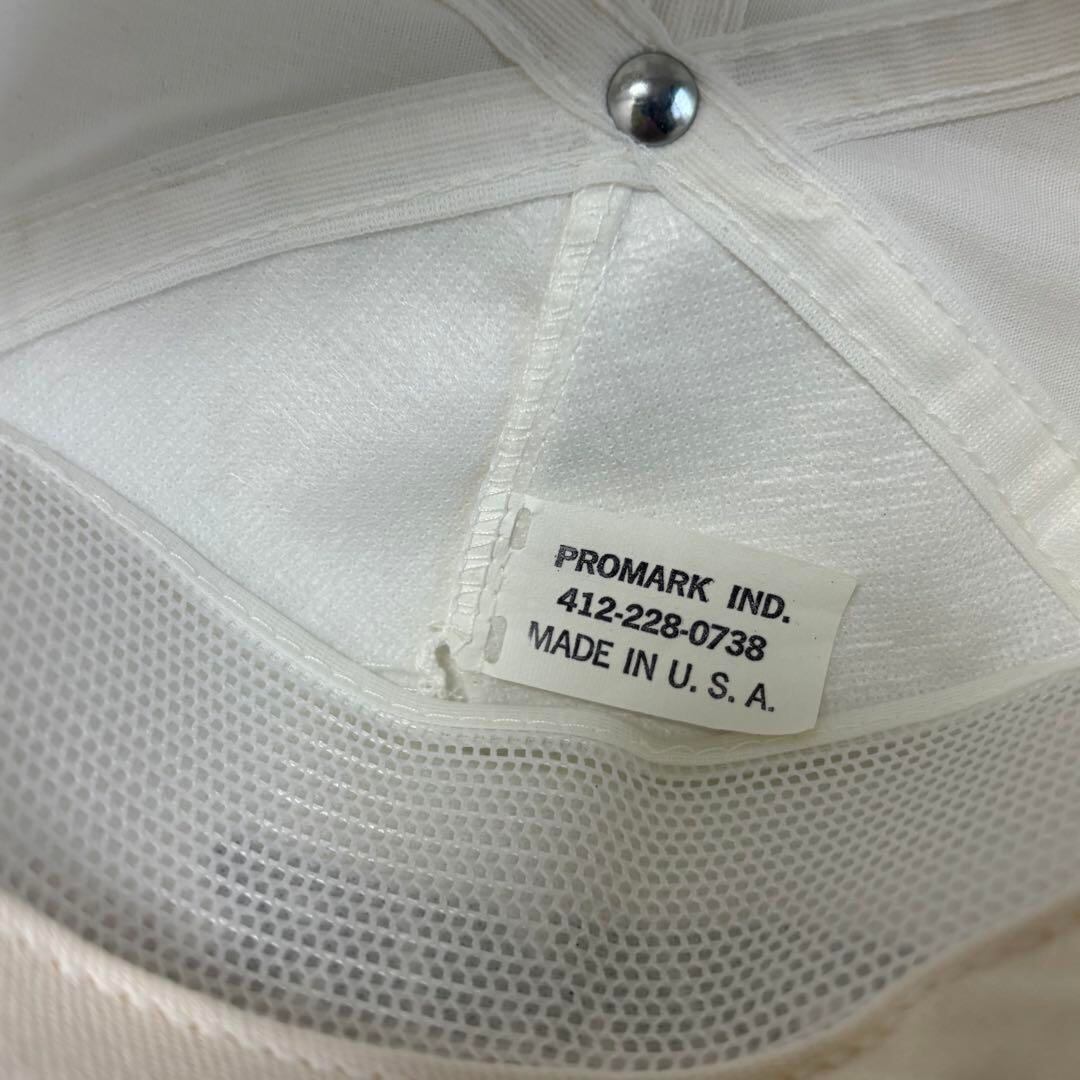 PROMARK IND.
412-228-0738
MADE IN U. S. A.